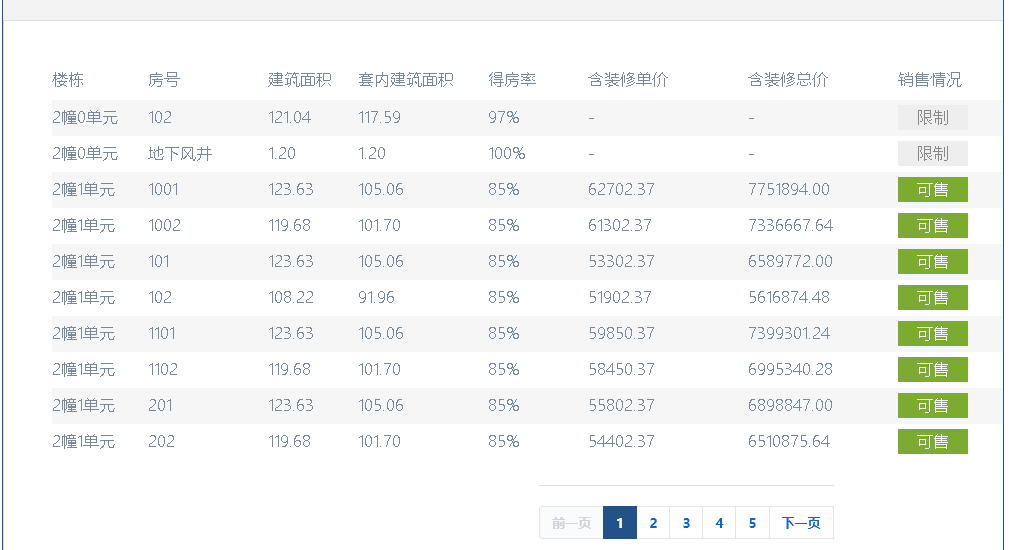 楼栋 房号 建筑面积 套内建筑面积 得房率 含装修单价 含装修总价 销售情况
2幢0单元 102 121.04 117.59 97% - - 限制
2幢0单元 地下风井 1.20 1.20 100% - - 限制
2幢1单元 1001 123.63 105.06 85% 62702.37 7751894.00 可售
2幢1单元 1002 119.68 101.70 85% 61302.37 7336667.64 可售
2幢1单元 101 123.63 105.06 85% 53302.37 6589772.00 可售
2幢1单元 102 108.22 91.96 85% 51902.37 5616874.48 可售
2幢1单元 1101 123.63 105.06 85% 59850.37 7399301.24 可售
2幢1单元 1102 119.68 101.70 85% 58450.37 6995340.28 可售
2幢1单元 201 123.63 105.06 85% 55802.37 6898847.00 可售
2幢1单元 202 119.68 101.70 85% 54402.37 6510875.64 可售
前一页 1 2 3 4 5 下一页